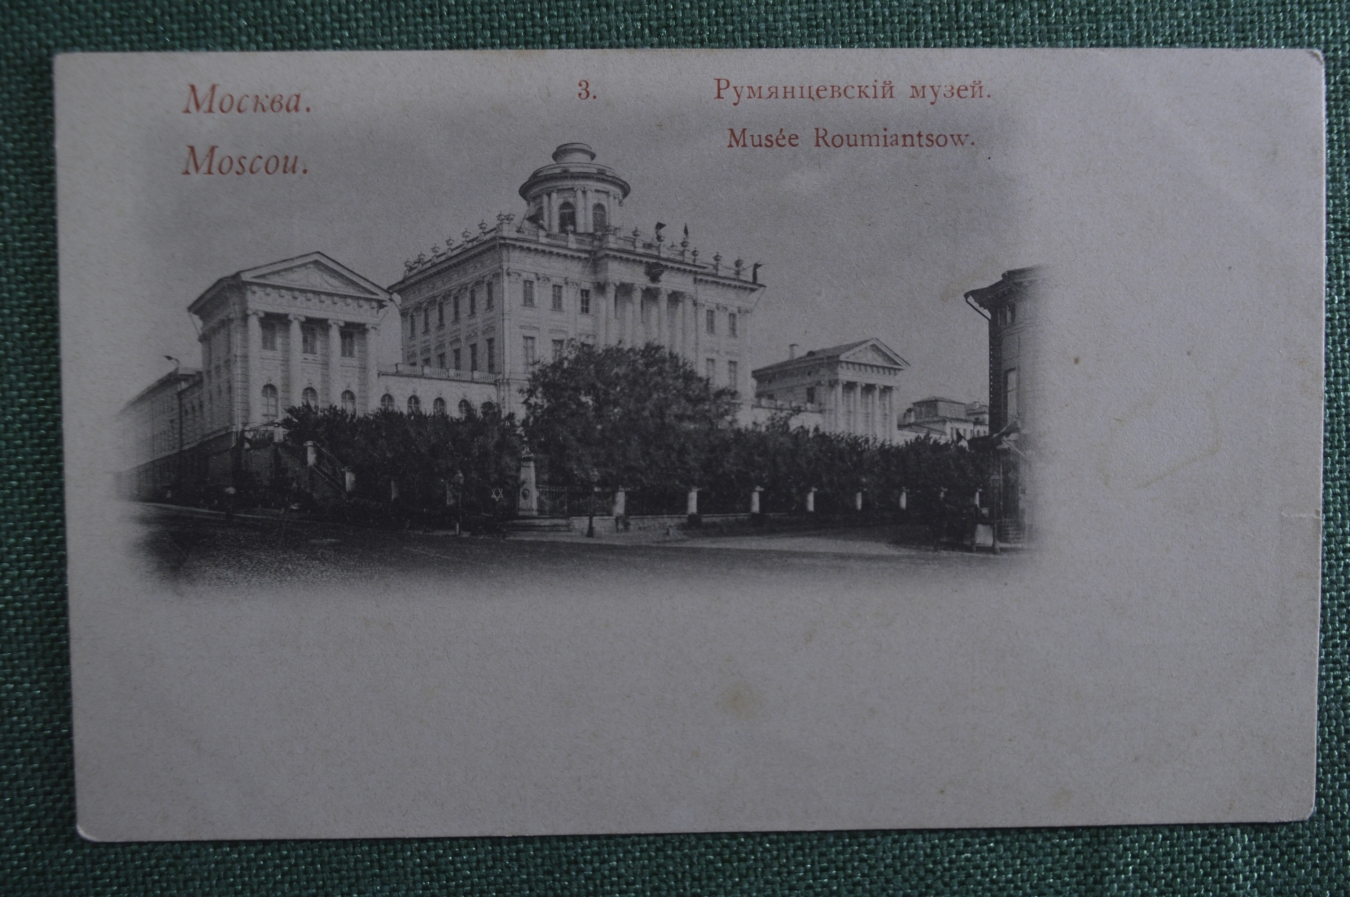 Москва.
3.
Румянцевскій музей.
Moscou.
Musée Roumiantsow.